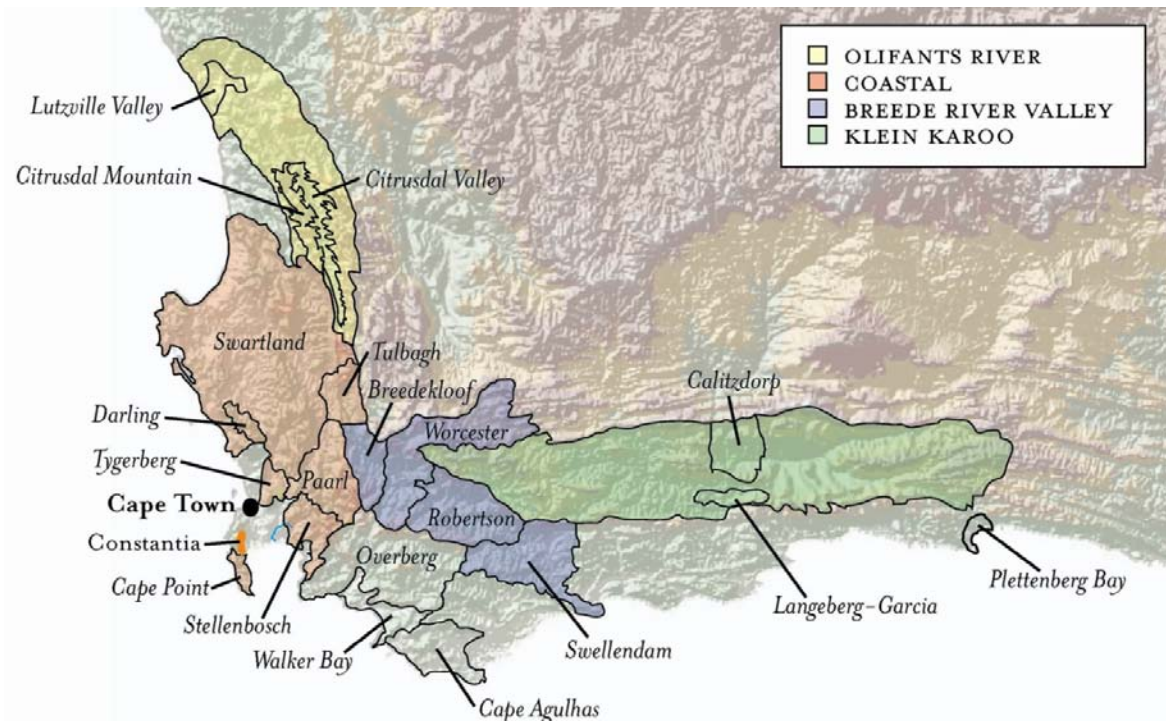 OLIFANTS RIVER
COASTAL
BREEDE RIVER VALLEY
KLEIN KAROO
Lutzville Valley
Citrusdal Mountain
Citrusdal Valley
Swartland
Tulbagh
Breedekloof
Calitzdorp
Darling
Worcester
Tygerberg
Paarl
Cape Town
Robertson
Constantia
Overberg
Cape Point
Plettenberg Bay
Langeberg-Garcia
Stellenbosch
Walker Bay
Swellendam
Cape Agulhas